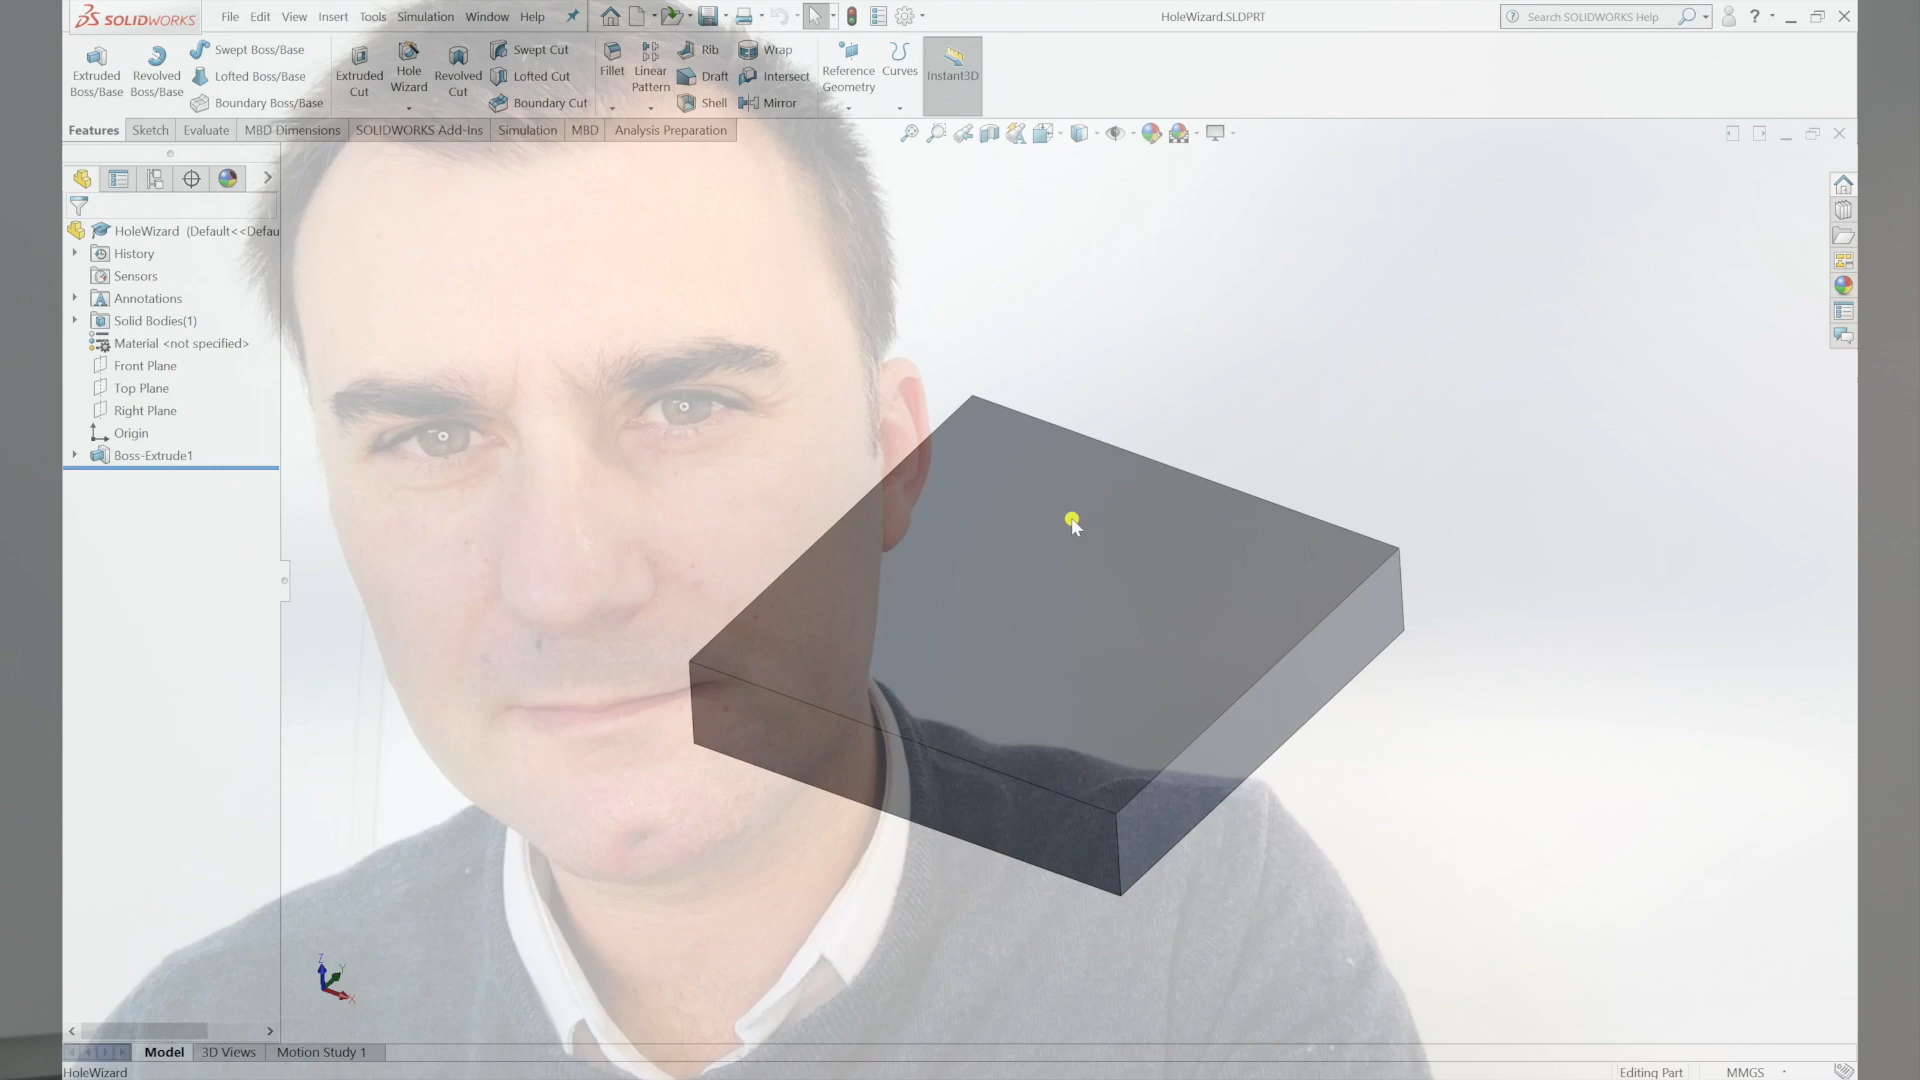 SOLIDWORKS File Edit View Insert Tools Simulation Window Help HoleWizard.SLDPRT Search SOLIDWORKS Help ?
Extruded Boss/Base
Revolved Boss/Base
Swept Boss/Base
Lofted Boss/Base
Boundary Boss/Base
Extruded Cut
Hole Wizard
Revolved Cut
Swept Cut
Lofted Cut
Boundary Cut
Fillet
Linear Pattern
Rib
Draft
Shell
Wrap
Intersect
Mirror
Reference Geometry
Curves
Instant3D
Features Sketch Evaluate MBD Dimensions SOLIDWORKS Add-Ins Simulation MBD Analysis Preparation
HoleWizard (Default<<Defau
History
Sensors
Annotations
Solid Bodies(1)
Material <not specified>
Front Plane
Top Plane
Right Plane
Origin
Boss-Extrude1
Z
Y
X
Model 3D Views Motion Study 1
HoleWizard Editing Part MMGS